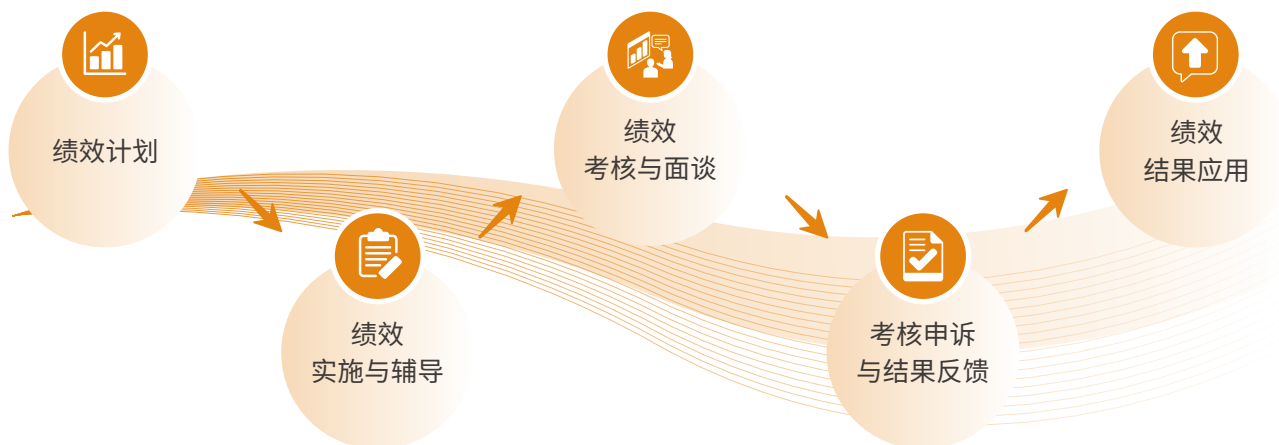 绩效计划
绩效
实施与辅导
绩效
考核与面谈
考核申诉
与结果反馈
绩效
结果应用